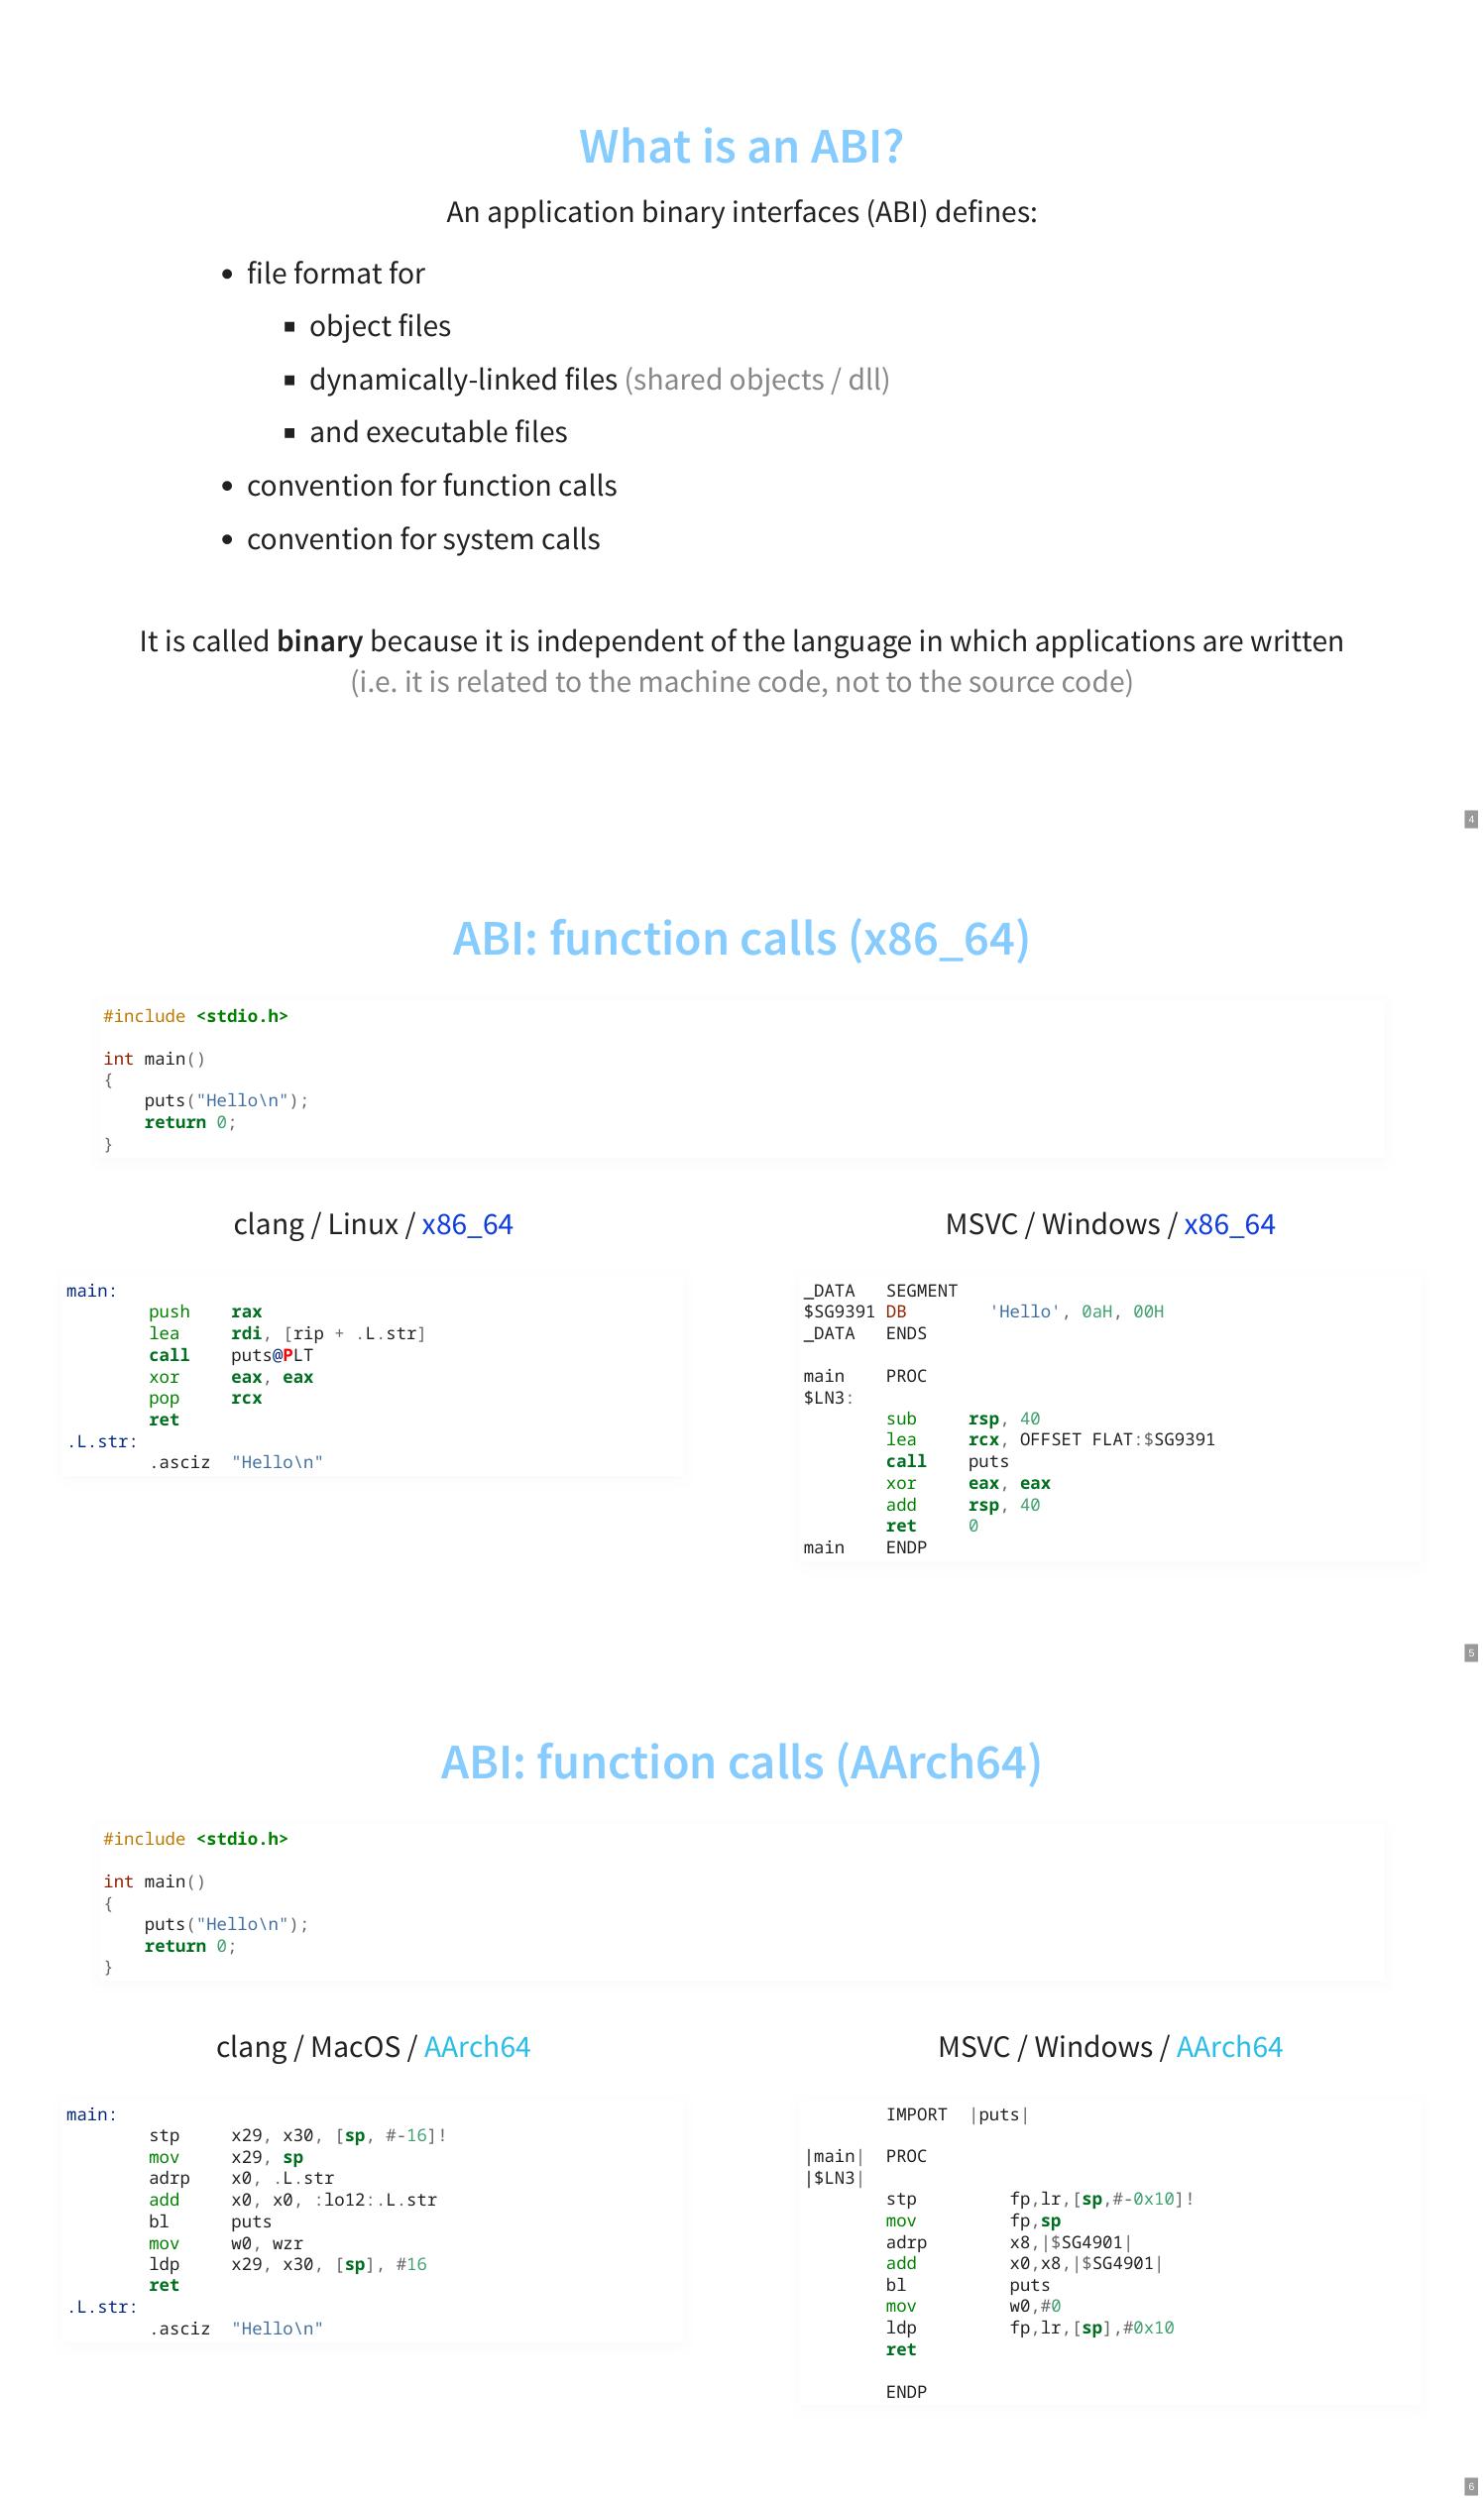 What is an ABI?
An application binary interfaces (ABI) defines:
• file format for
▪ object files
▪ dynamically-linked files (shared objects / dll)
▪ and executable files
• convention for function calls
• convention for system calls
It is called binary because it is independent of the language in which applications are written
(i.e. it is related to the machine code, not to the source code)
4
ABI: function calls (x86_64)
#include <stdio.h>
int main()
{
    puts("Hello\n");
    return 0;
}
clang / Linux / x86_64
main:
        push    rax
        lea     rdi, [rip + .L.str]
        call    puts@PLT
        xor     eax, eax
        pop     rcx
        ret
.L.str:
        .asciz  "Hello\n"
MSVC / Windows / x86_64
_DATA   SEGMENT
$SG9391 DB        'Hello', 0aH, 00H
_DATA   ENDS
main    PROC
$LN3:
        sub     rsp, 40
        lea     rcx, OFFSET FLAT:$SG9391
        call    puts
        xor     eax, eax
        add     rsp, 40
        ret     0
main    ENDP
5
ABI: function calls (AArch64)
#include <stdio.h>
int main()
{
    puts("Hello\n");
    return 0;
}
clang / MacOS / AArch64
main:
        stp     x29, x30, [sp, #-16]!
        mov     x29, sp
        adrp    x0, .L.str
        add     x0, x0, :lo12:.L.str
        bl      puts
        mov     w0, wzr
        ldp     x29, x30, [sp], #16
        ret
.L.str:
        .asciz  "Hello\n"
MSVC / Windows / AArch64
        IMPORT  |puts|
|main|  PROC
|$LN3|
        stp         fp,lr,[sp,#-0x10]!
        mov         fp,sp
        adrp        x8,|$SG4901|
        add         x0,x8,|$SG4901|
        bl          puts
        mov         w0,#0
        ldp         fp,lr,[sp],#0x10
        ret
        ENDP
6